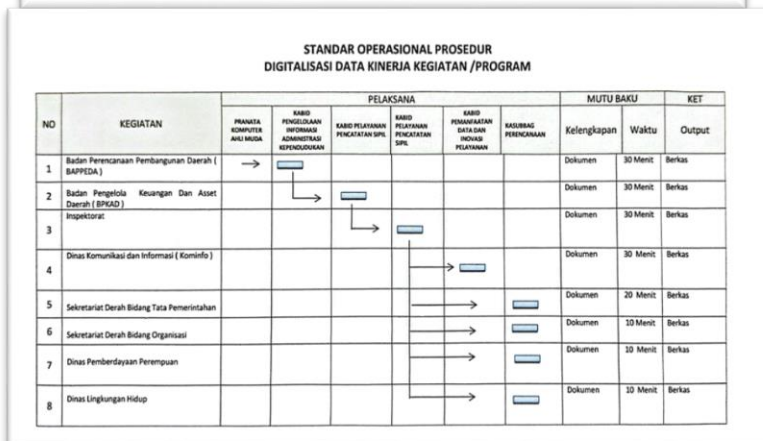 STANDAR OPERASIONAL PROSEDUR
DIGITALISASI DATA KINERJA KEGIATAN /PROGRAM
NO KEGIATAN PELAKSANA MUTU BAKU KET
PRANATA KOMPUTER AHLI MUDA
KABID PENGELOLAAN INFORMASI ADMINISTRASI KEPENDUDUKAN
KABID PELAYANAN PENCATATAN SIPIL
KABID PELAYANAN PENCATATAN SIPIL
KABID PEMANFAATAN DATA DAN INOVASI PELAYANAN
KASUBBAG PERENCANAAN
Kelengkapan Waktu Output
1 Badan Perencanaan Pembangunan Daerah ( BAPPEDA ) Dokumen 30 Menit Berkas
2 Badan Pengelola Keuangan Dan Asset Daerah ( BPKAD ) Dokumen 30 Menit Berkas
3 Inspektorat Dokumen 30 Menit Berkas
4 Dinas Komunikasi dan Informasi ( Kominfo ) Dokumen 30 Menit Berkas
5 Sekretariat Derah Bidang Tata Pemerintahan Dokumen 20 Menit Berkas
6 Sekretariat Derah Bidang Organisasi Dokumen 10 Menit Berkas
7 Dinas Pemberdayaan Perempuan Dokumen 10 Menit Berkas
8 Dinas Lingkungan Hidup Dokumen 10 Menit Berkas